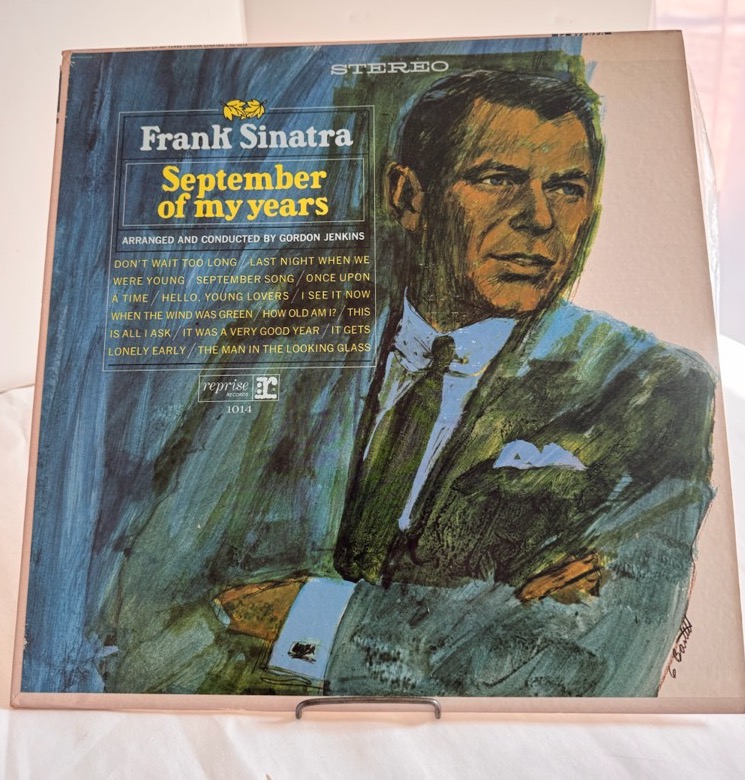 STEREO
Frank Sinatra
September
of my years
ARRANGED AND CONDUCTED BY GORDON JENKINS
DON'T WAIT TOO LONG / LAST NIGHT WHEN WE
WERE YOUNG / SEPTEMBER SONG / ONCE UPON
A TIME / HELLO, YOUNG LOVERS / I SEE IT NOW
WHEN THE WIND WAS GREEN / HOW OLD AM I? / THIS
IS ALL I ASK / IT WAS A VERY GOOD YEAR / IT GETS
LONELY EARLY / THE MAN IN THE LOOKING GLASS
reprise r:
RECORDS
1014